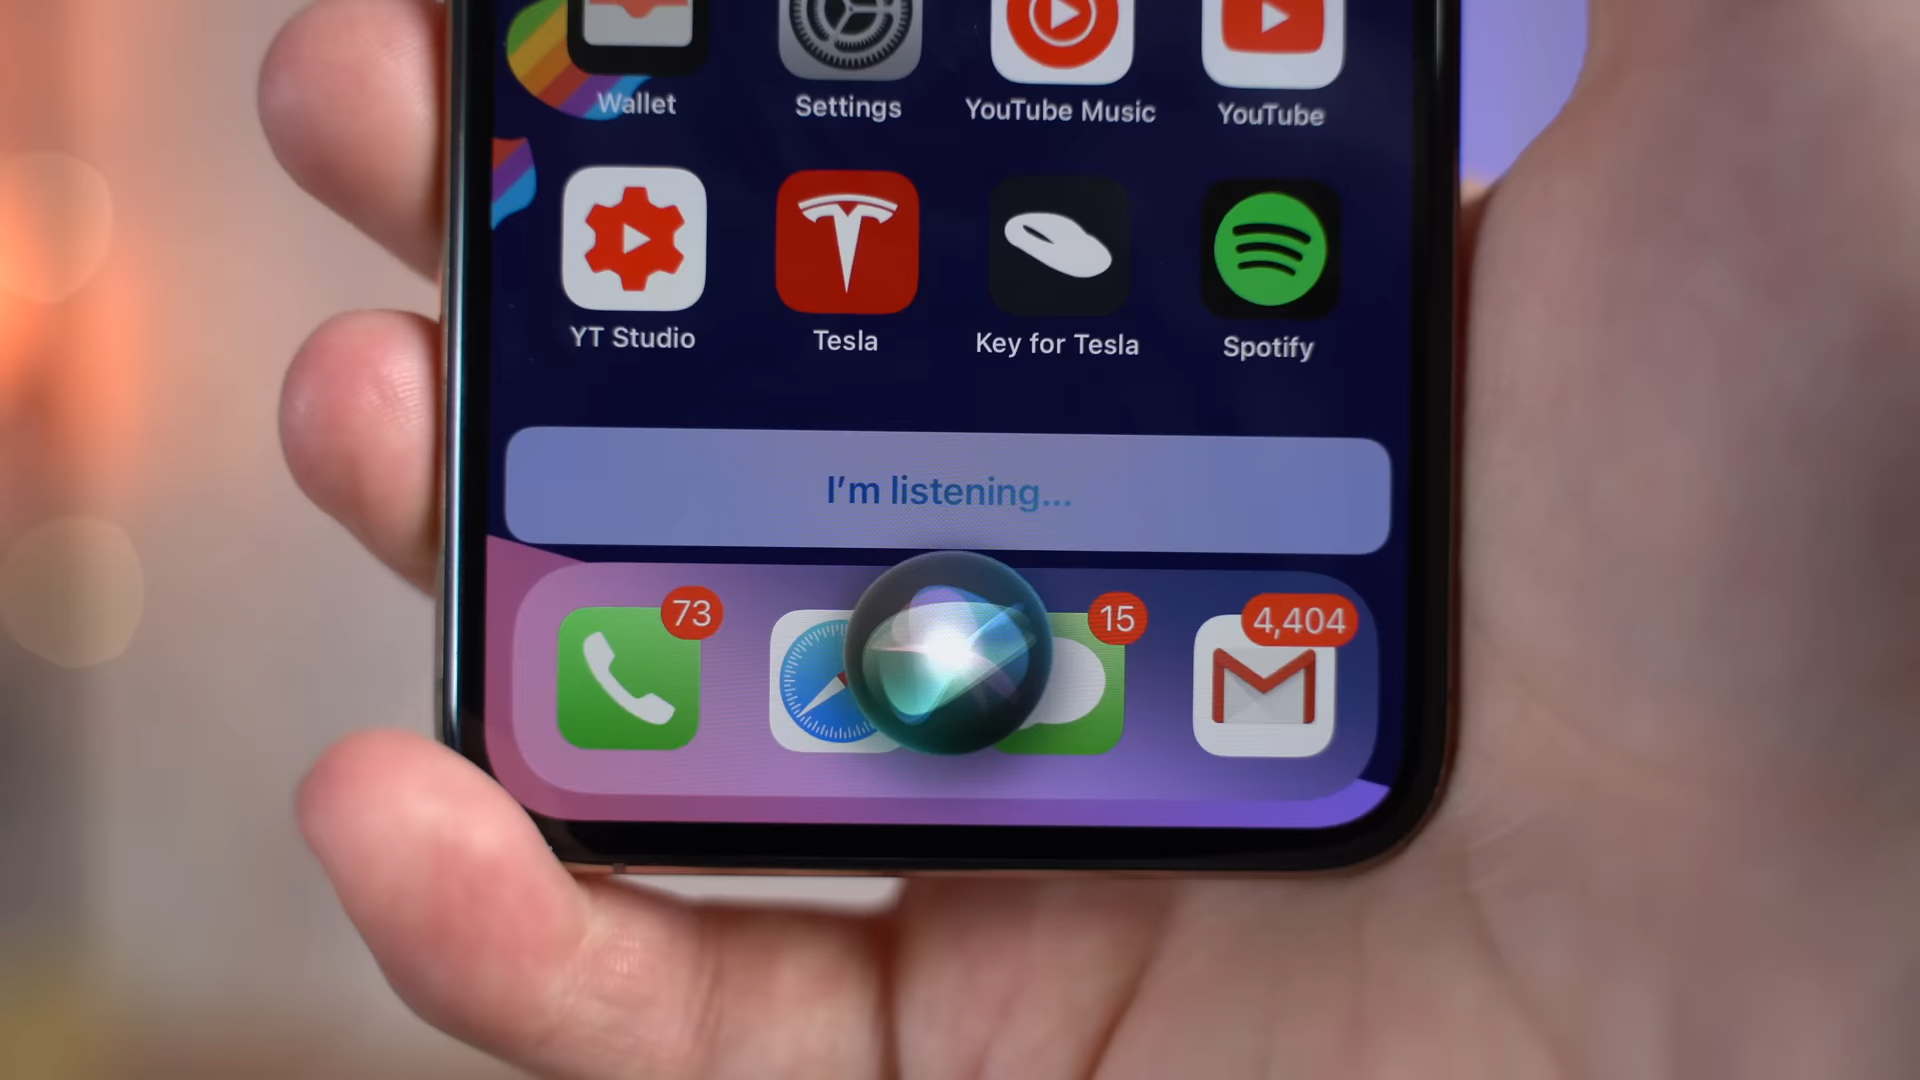 Wallet
Settings
YouTube Music
YouTube
YT Studio
Tesla
Key for Tesla
Spotify
I'm listening...
73
15
4,404